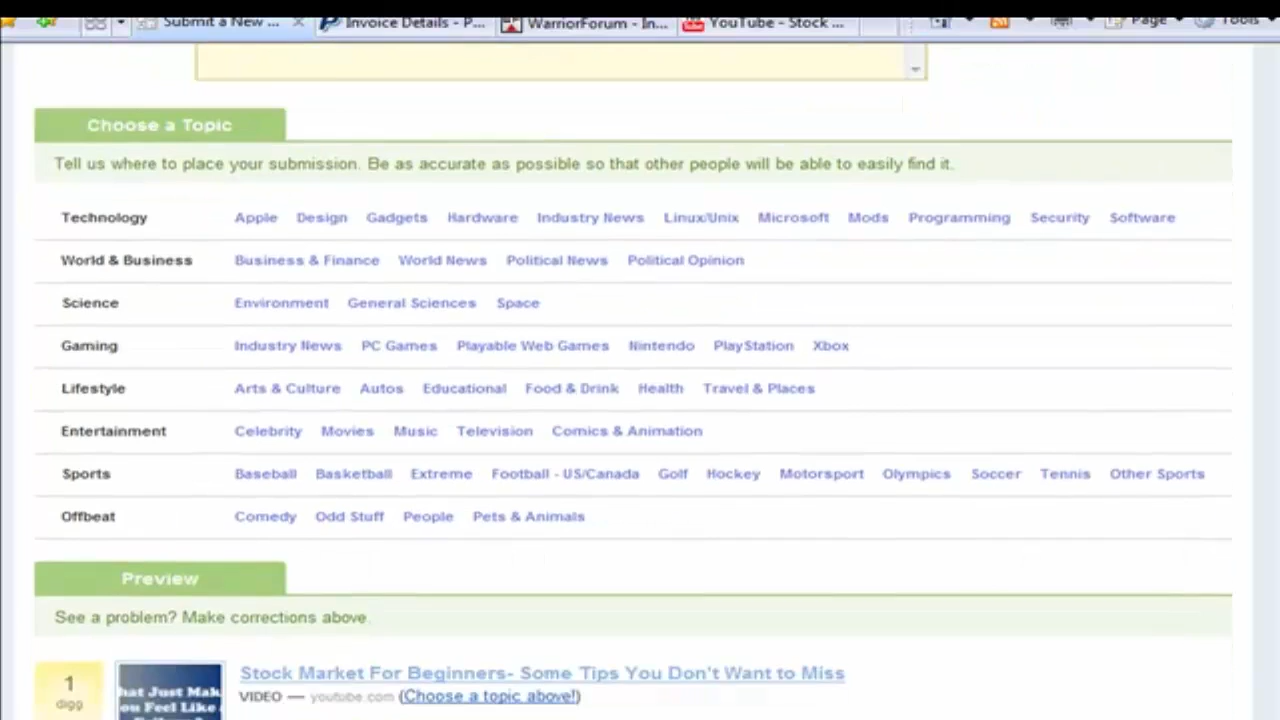 Submit a New ... Invoice Details - P... WarriorForum - In... YouTube - Stock ... Page Tools
Choose a Topic
Tell us where to place your submission. Be as accurate as possible so that other people will be able to easily find it.
Technology Apple Design Gadgets Hardware Industry News Linux/Unix Microsoft Mods Programming Security Software
World & Business Business & Finance World News Political News Political Opinion
Science Environment General Sciences Space
Gaming Industry News PC Games Playable Web Games Nintendo PlayStation Xbox
Lifestyle Arts & Culture Autos Educational Food & Drink Health Travel & Places
Entertainment Celebrity Movies Music Television Comics & Animation
Sports Baseball Basketball Extreme Football - US/Canada Golf Hockey Motorsport Olympics Soccer Tennis Other Sports
Offbeat Comedy Odd Stuff People Pets & Animals
Preview
See a problem? Make corrections above.
1
digg
hat Just Mak
ou Feel Like
Stock Market For Beginners- Some Tips You Don't Want to Miss
VIDEO — youtube.com (Choose a topic above!)